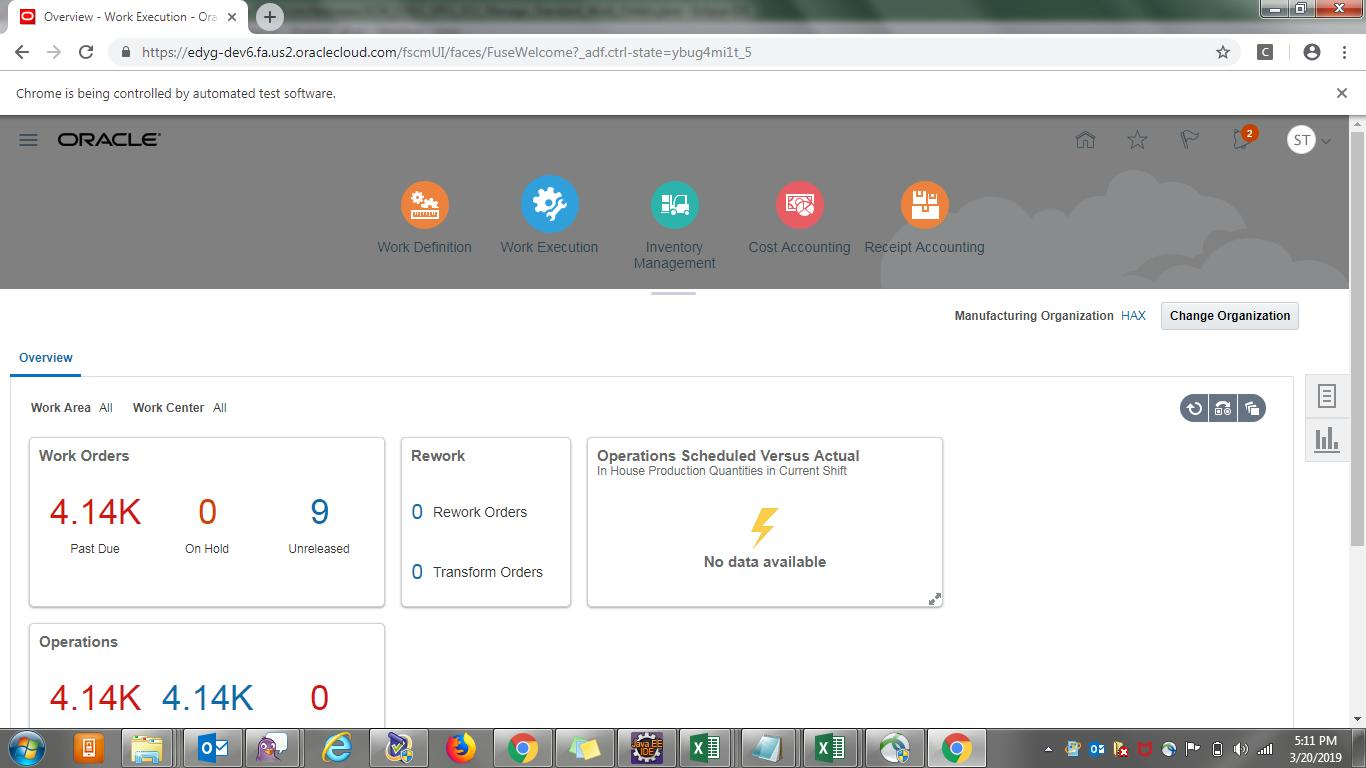 Overview - Work Execution - Ora
https://edyg-dev6.fa.us2.oraclecloud.com/fscmUI/faces/FuseWelcome?_adf.ctrl-state=ybug4mi1t_5
C
Chrome is being controlled by automated test software.
ORACLE
2
ST
Work Definition
Work Execution
Inventory
Management
Cost Accounting
Receipt Accounting
Manufacturing Organization HAX
Change Organization
Overview
Work Area All Work Center All
Work Orders
4.14K 0 9
Past Due On Hold Unreleased
Rework
0 Rework Orders
0 Transform Orders
Operations Scheduled Versus Actual
In House Production Quantities in Current Shift
No data available
Operations
4.14K 4.14K 0
Java EE
IDE
5:11 PM
3/20/2019